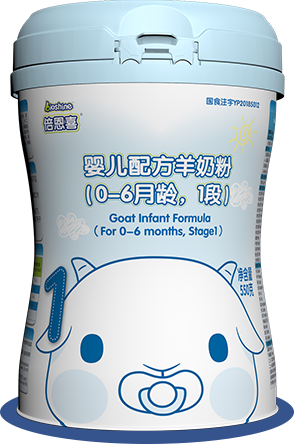 bioshine
倍恩喜
国食注字YP20185012
婴儿配方羊奶粉
(0-6月龄，1段)
Goat Infant Formula
(For 0-6 months, Stage1)
1
净含量
550克